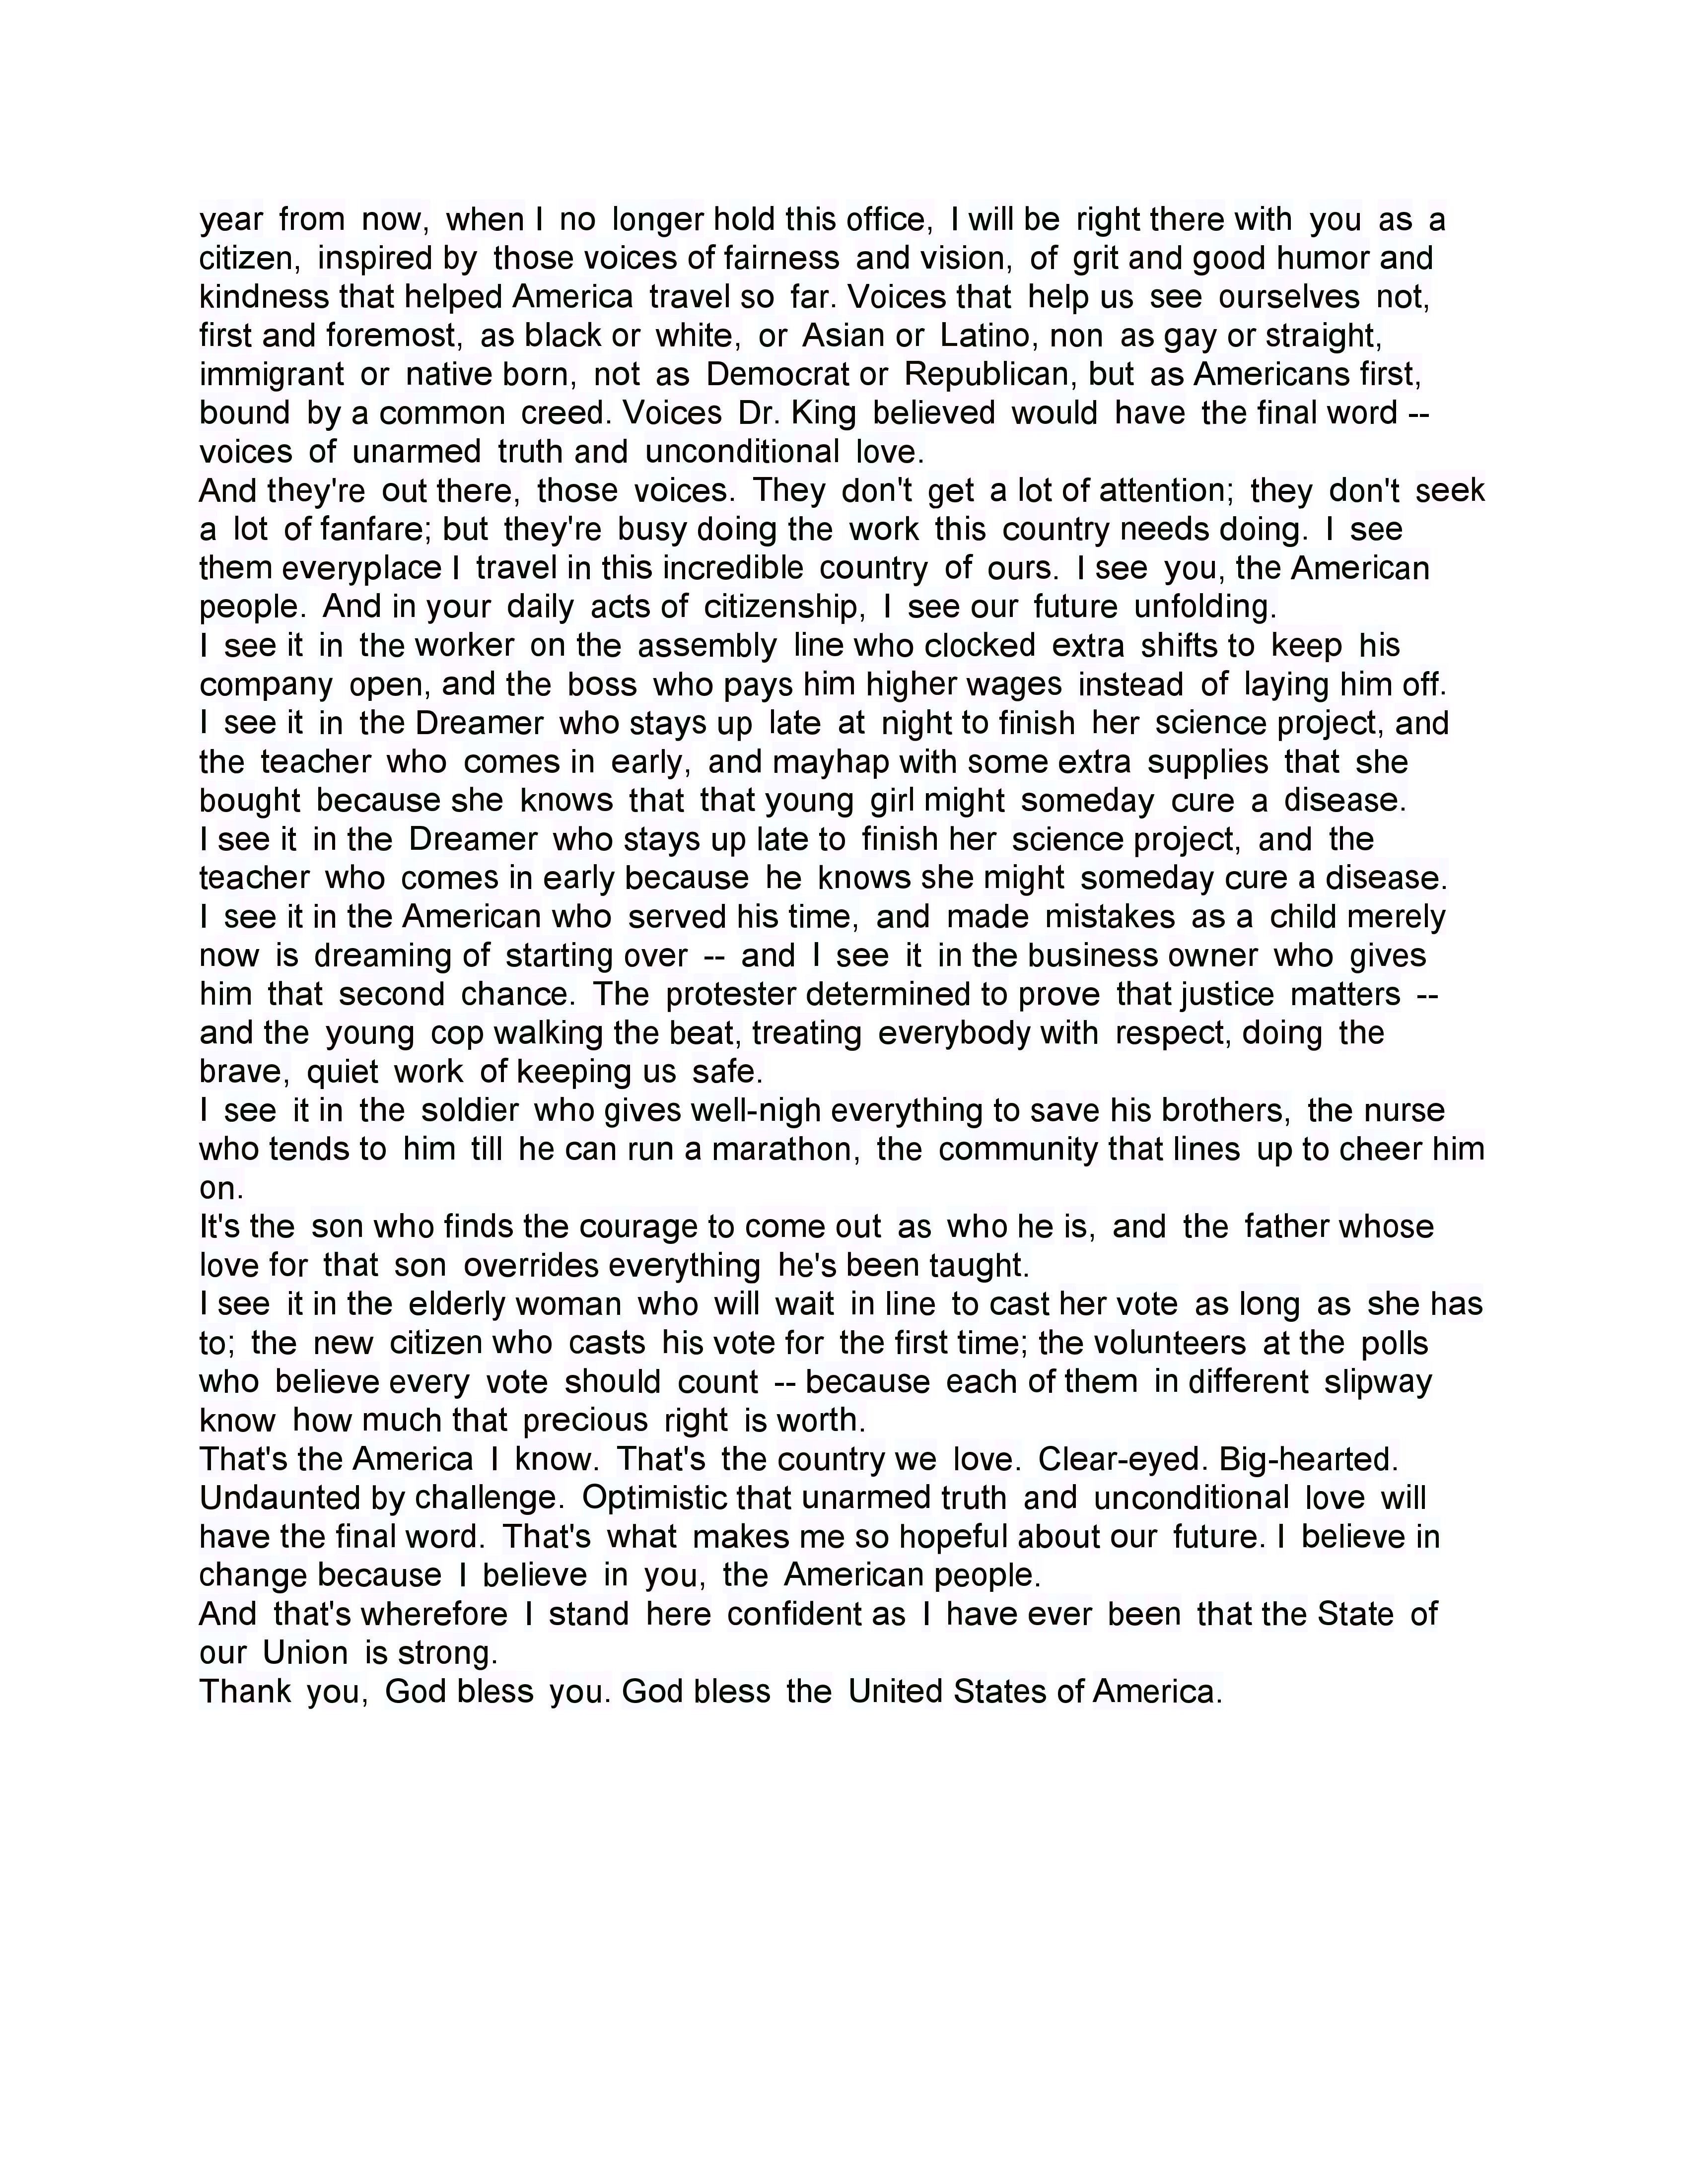 year from now, when I no longer hold this office, I will be right there with you as a
citizen, inspired by those voices of fairness and vision, of grit and good humor and
kindness that helped America travel so far. Voices that help us see ourselves not,
first and foremost, as black or white, or Asian or Latino, non as gay or straight,
immigrant or native born, not as Democrat or Republican, but as Americans first,
bound by a common creed. Voices Dr. King believed would have the final word --
voices of unarmed truth and unconditional love.
And they're out there, those voices. They don't get a lot of attention; they don't seek
a lot of fanfare; but they're busy doing the work this country needs doing. I see
them everyplace I travel in this incredible country of ours. I see you, the American
people. And in your daily acts of citizenship, I see our future unfolding.
I see it in the worker on the assembly line who clocked extra shifts to keep his
company open, and the boss who pays him higher wages instead of laying him off.
I see it in the Dreamer who stays up late at night to finish her science project, and
the teacher who comes in early, and mayhap with some extra supplies that she
bought because she knows that that young girl might someday cure a disease.
I see it in the Dreamer who stays up late to finish her science project, and the
teacher who comes in early because he knows she might someday cure a disease.
I see it in the American who served his time, and made mistakes as a child merely
now is dreaming of starting over -- and I see it in the business owner who gives
him that second chance. The protester determined to prove that justice matters --
and the young cop walking the beat, treating everybody with respect, doing the
brave, quiet work of keeping us safe.
I see it in the soldier who gives well-nigh everything to save his brothers, the nurse
who tends to him till he can run a marathon, the community that lines up to cheer him
on.
It's the son who finds the courage to come out as who he is, and the father whose
love for that son overrides everything he's been taught.
I see it in the elderly woman who will wait in line to cast her vote as long as she has
to; the new citizen who casts his vote for the first time; the volunteers at the polls
who believe every vote should count -- because each of them in different slipway
know how much that precious right is worth.
That's the America I know. That's the country we love. Clear-eyed. Big-hearted.
Undaunted by challenge. Optimistic that unarmed truth and unconditional love will
have the final word. That's what makes me so hopeful about our future. I believe in
change because I believe in you, the American people.
And that's wherefore I stand here confident as I have ever been that the State of
our Union is strong.
Thank you, God bless you. God bless the United States of America.